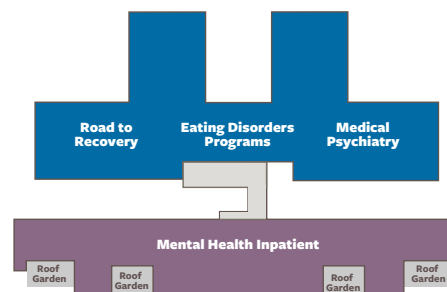 Road to
Recovery
Eating Disorders
Programs
Medical
Psychiatry
Mental Health Inpatient
Roof
Garden
Roof
Garden
Roof
Garden
Roof
Garden